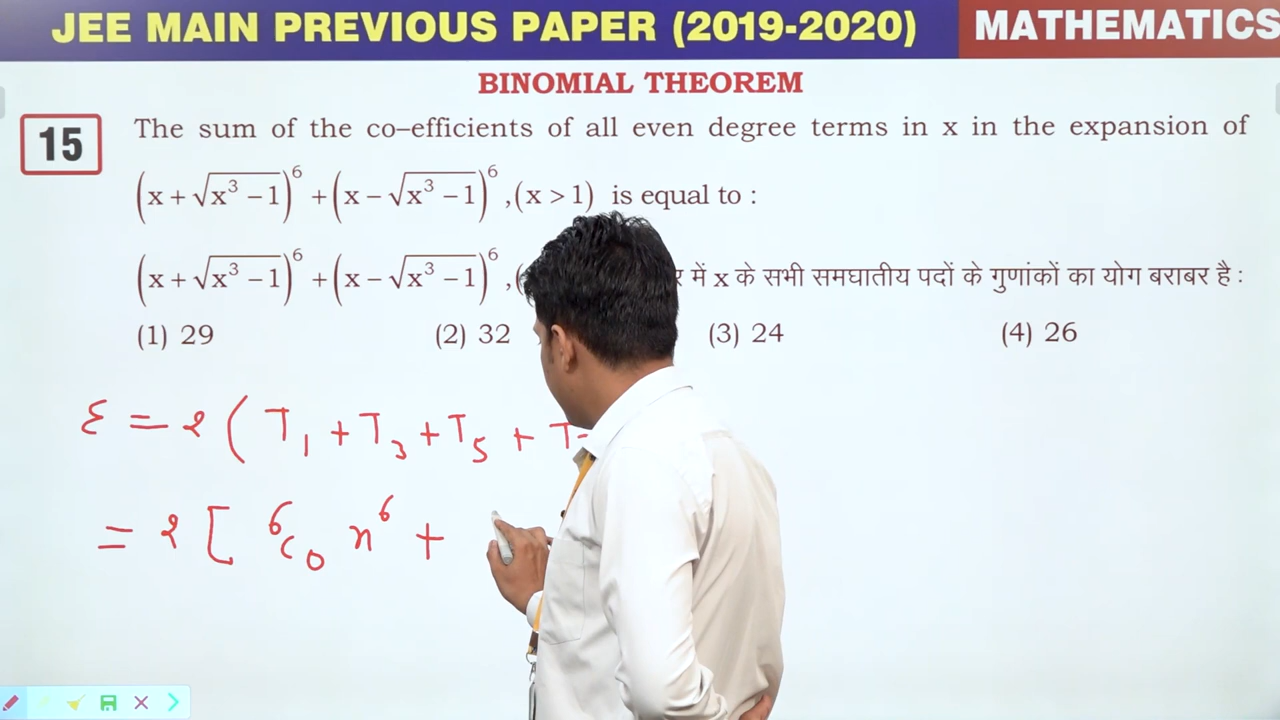 JEE MAIN PREVIOUS PAPER (2019-2020) MATHEMATICS
BINOMIAL THEOREM
15 The sum of the co–efficients of all even degree terms in x in the expansion of
(x + √(x³ – 1))⁶ + (x – √(x³ – 1))⁶ , (x > 1) is equal to :
(x + √(x³ – 1))⁶ + (x – √(x³ – 1))⁶ , में x के सभी समघातीय पदों के गुणांकों का योग बराबर है :
(1) 29 (2) 32 (3) 24 (4) 26
ε = 2 ( T₁ + T₃ + T₅ + T
= 2 [ ⁶C₀ x⁶ +